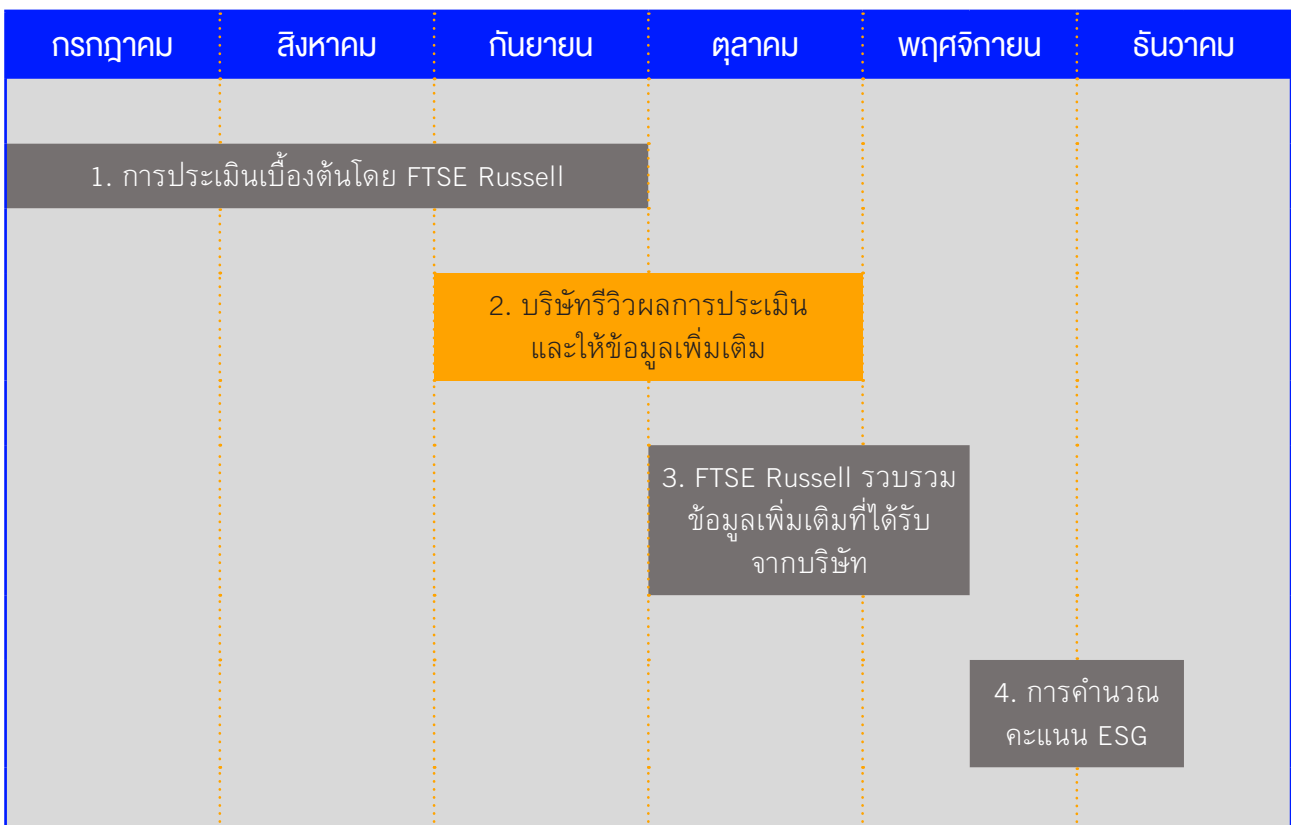 กรกฎาคม สิงหาคม กันยายน ตุลาคม พฤศจิกายน ธันวาคม
1. การประเมินเบื้องต้นโดย FTSE Russell
2. บริษัทรีวิวผลการประเมิน
และให้ข้อมูลเพิ่มเติม
3. FTSE Russell รวบรวม
ข้อมูลเพิ่มเติมที่ได้รับ
จากบริษัท
4. การคำนวณ
คะแนน ESG